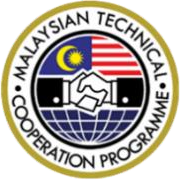 • MALAYSIAN TECHNICAL •
COOPERATION PROGRAMME